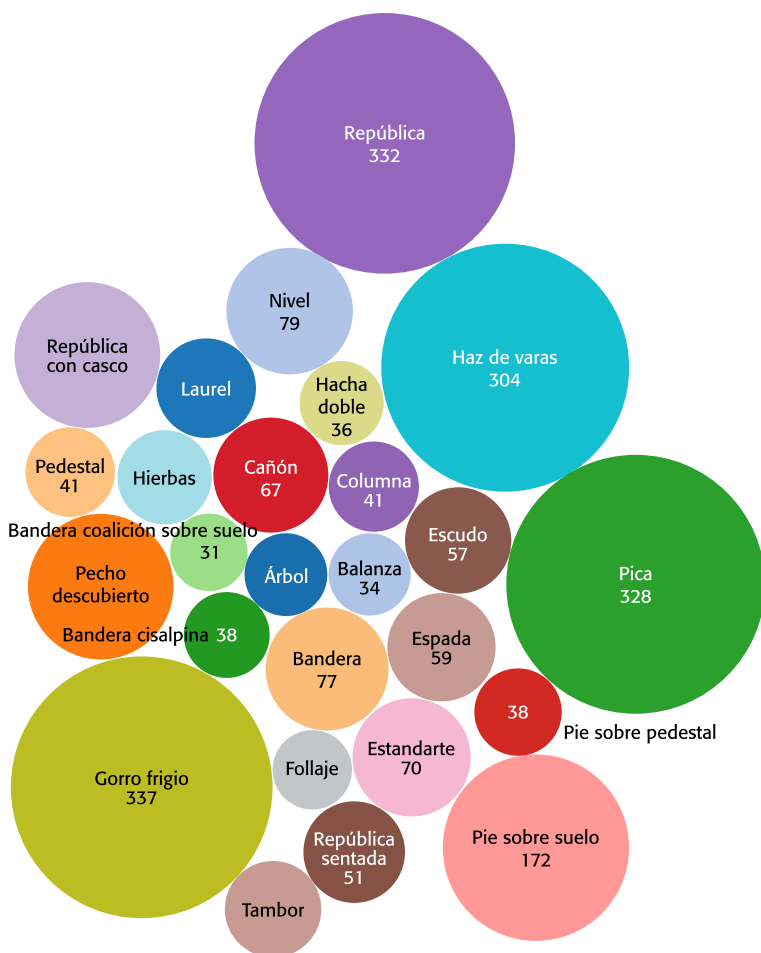 República
332
Nivel
79
República
con casco
Haz de varas
304
Laurel
Hacha
doble
36
Pedestal
41
Hierbas
Cañón
67
Columna
41
Bandera coalición sobre suelo
31
Escudo
57
Pecho
descubierto
Árbol
Balanza
34
Pica
328
Bandera cisalpina 38
Bandera
77
Espada
59
38
Pie sobre pedestal
Gorro frigio
337
Follaje
Estandarte
70
República
sentada
51
Pie sobre suelo
172
Tambor